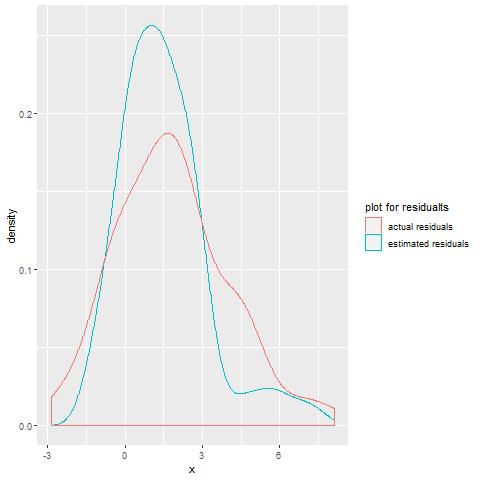 0.2
0.1
0.0
density
-3
0
3
6
x
plot for residualts
actual residuals
estimated residuals